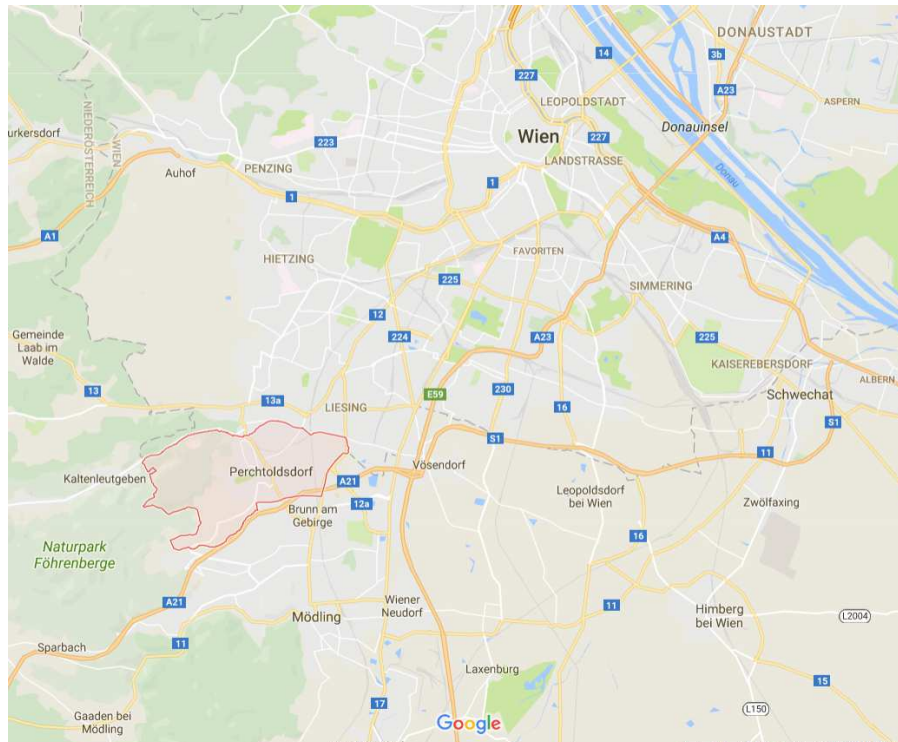 DONAUSTADT
14
3b
227
A23
LEOPOLDSTADT
ASPERN
NIEDERÖSTERREICH
WIEN
urkersdorf
223
Wien
227
Donauinsel
LANDSTRASSE
PENZING
Auhof
1
1
Donau
A1
A4
HIETZING
FAVORITEN
225
SIMMERING
12
Gemeinde
Laab im
Walde
224
A23
225
KAISEREBERSDORF
ALBERN
13
13a
LIESING
E59
230
16
Schwechat
S1
S1
11
Kaltenleutgeben
Perchtoldsdorf
A21
Vösendorf
12a
Brunn am
Gebirge
Leopoldsdorf
bei Wien
Zwölfaxing
16
Naturpark
Föhrenberge
A21
Mödling
Wiener
Neudorf
11
Himberg
bei Wien
L2004
Sparbach
11
Laxenburg
15
Gaaden bei
Mödling
17
Google
L150